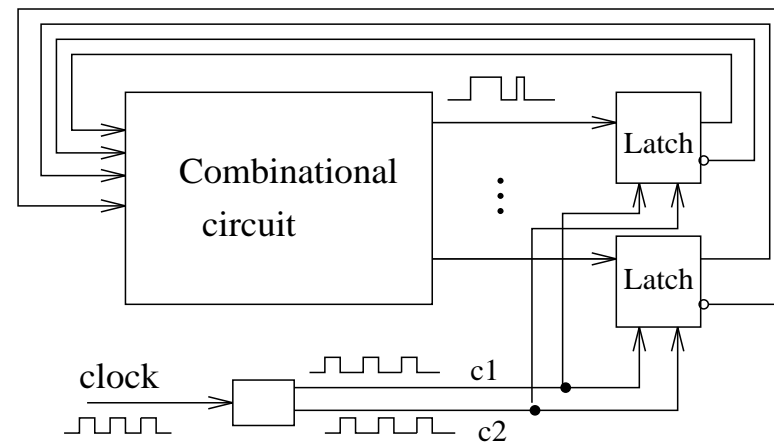 Combinational
circuit
Latch
Latch
clock
c1
c2